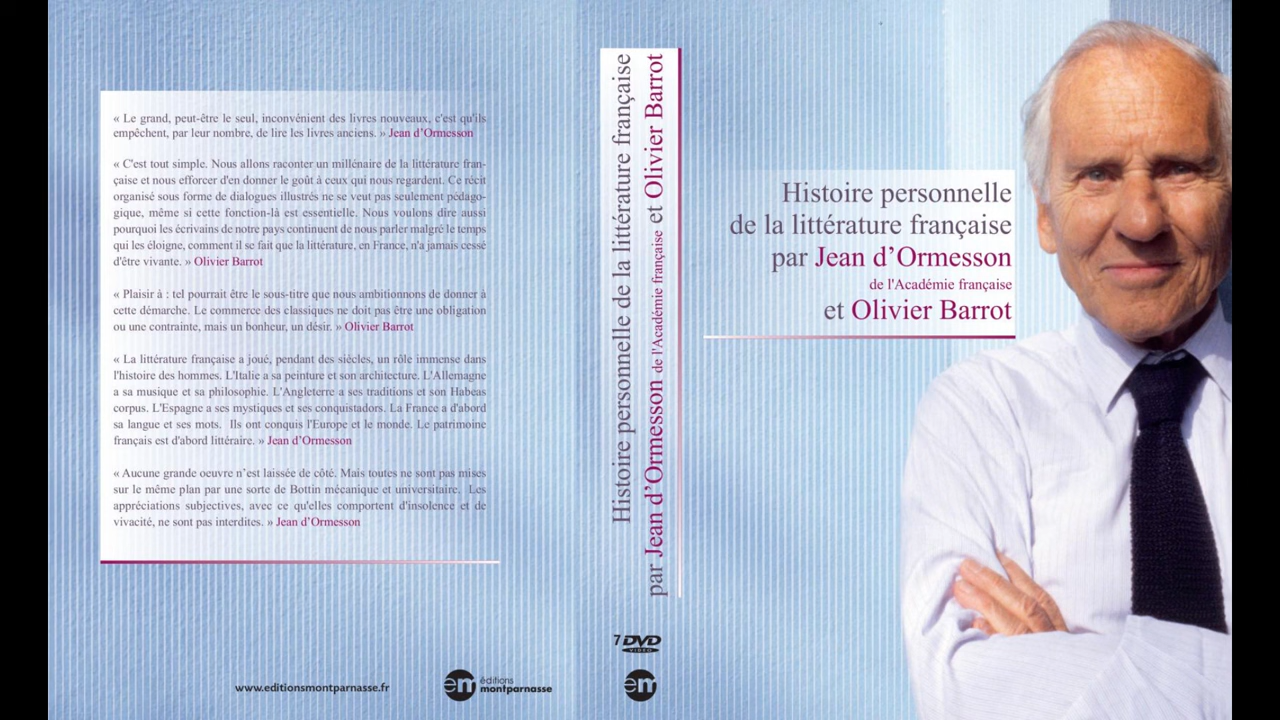 « Le grand, peut-être le seul, inconvénient des livres nouveaux, c'est qu'ils
empêchent, par leur nombre, de lire les livres anciens. » Jean d’Ormesson
« C'est tout simple. Nous allons raconter un millénaire de la littérature fran-
çaise et nous efforcer d'en donner le goût à ceux qui nous regardent. Ce récit
organisé sous forme de dialogues illustrés ne se veut pas seulement pédago-
gique, même si cette fonction-là est essentielle. Nous voulons dire aussi
pourquoi les écrivains de notre pays continuent de nous parler malgré le temps
qui les éloigne, comment il se fait que la littérature, en France, n'a jamais cessé
d'être vivante. » Olivier Barrot
« Plaisir à : tel pourrait être le sous-titre que nous ambitionnons de donner à
cette démarche. Le commerce des classiques ne doit pas être une obligation
ou une contrainte, mais un bonheur, un désir. » Olivier Barrot
« La littérature française a joué, pendant des siècles, un rôle immense dans
l'histoire des hommes. L'Italie a sa peinture et son architecture. L'Allemagne
a sa musique et sa philosophie. L'Angleterre a ses traditions et son Habeas
corpus. L'Espagne a ses mystiques et ses conquistadors. La France a d'abord
sa langue et ses mots. Ils ont conquis l'Europe et le monde. Le patrimoine
français est d'abord littéraire. » Jean d’Ormesson
« Aucune grande oeuvre n’est laissée de côté. Mais toutes ne sont pas mises
sur le même plan par une sorte de Bottin mécanique et universitaire. Les
appréciations subjectives, avec ce qu'elles comportent d'insolence et de
vivacité, ne sont pas interdites. » Jean d’Ormesson
www.editionsmontparnasse.fr
em éditions
montparnasse
Histoire personnelle de la littérature française
par Jean d’Ormesson de l'Académie française et Olivier Barrot
7 DVD
VIDEO
em
Histoire personnelle
de la littérature française
par Jean d’Ormesson
de l'Académie française
et Olivier Barrot